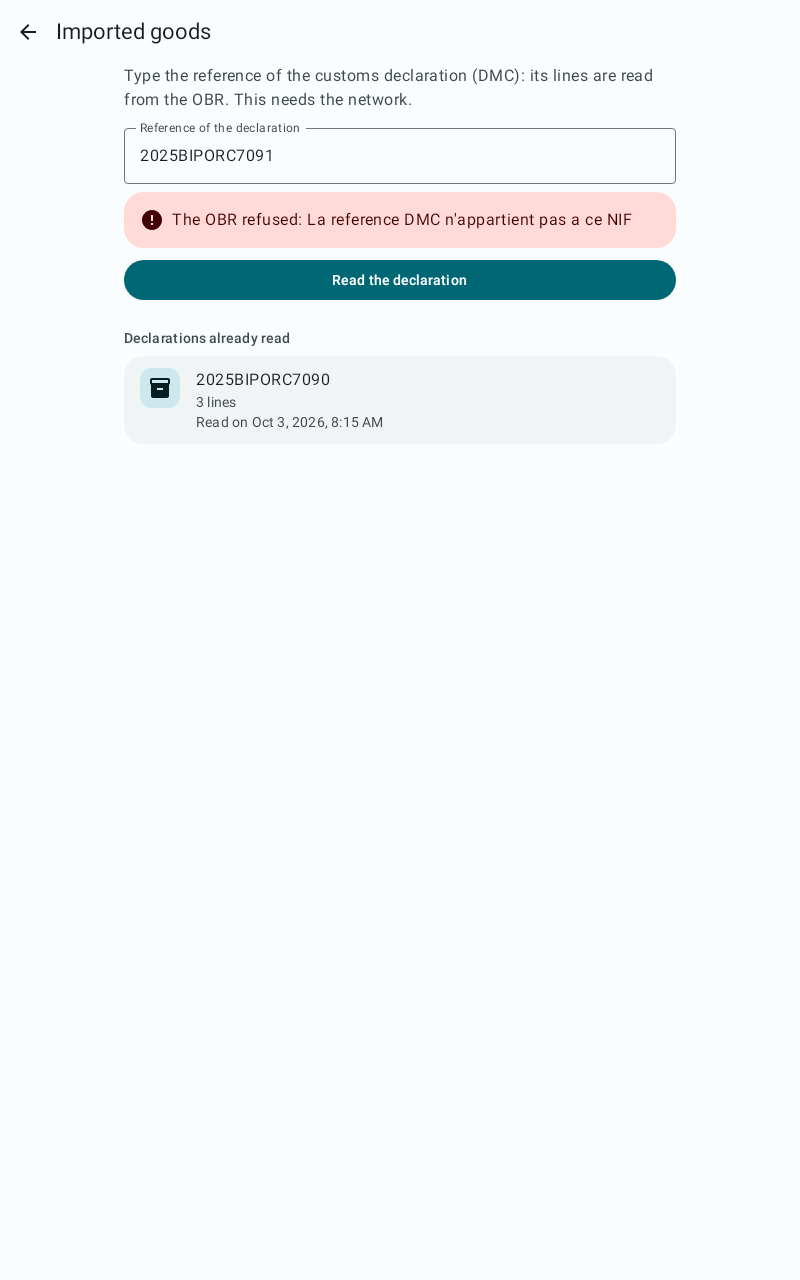 Imported goods
Type the reference of the customs declaration (DMC): its lines are read
from the OBR. This needs the network.
Reference of the declaration
2025BIPORC7091
The OBR refused: La reference DMC n'appartient pas a ce NIF
Read the declaration
Declarations already read
2025BIPORC7090
3 lines
Read on Oct 3, 2026, 8:15 AM